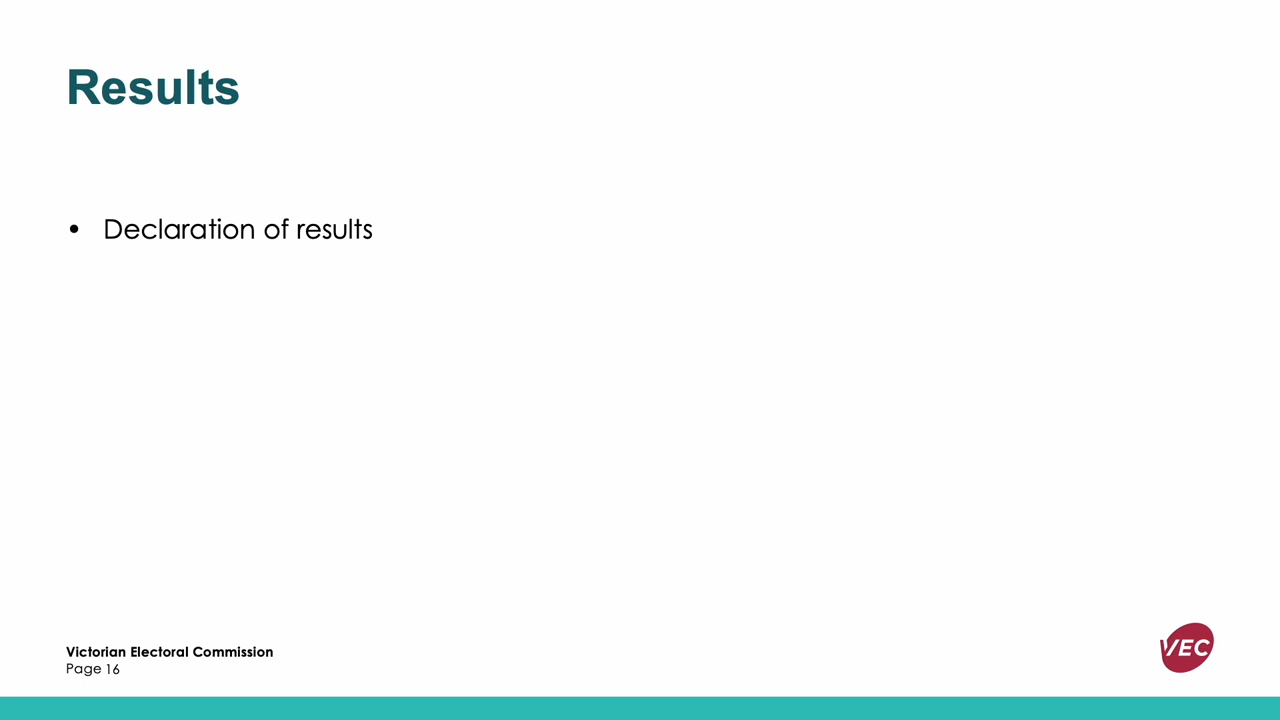 Results
• Declaration of results
Victorian Electoral Commission
Page 16
VEC